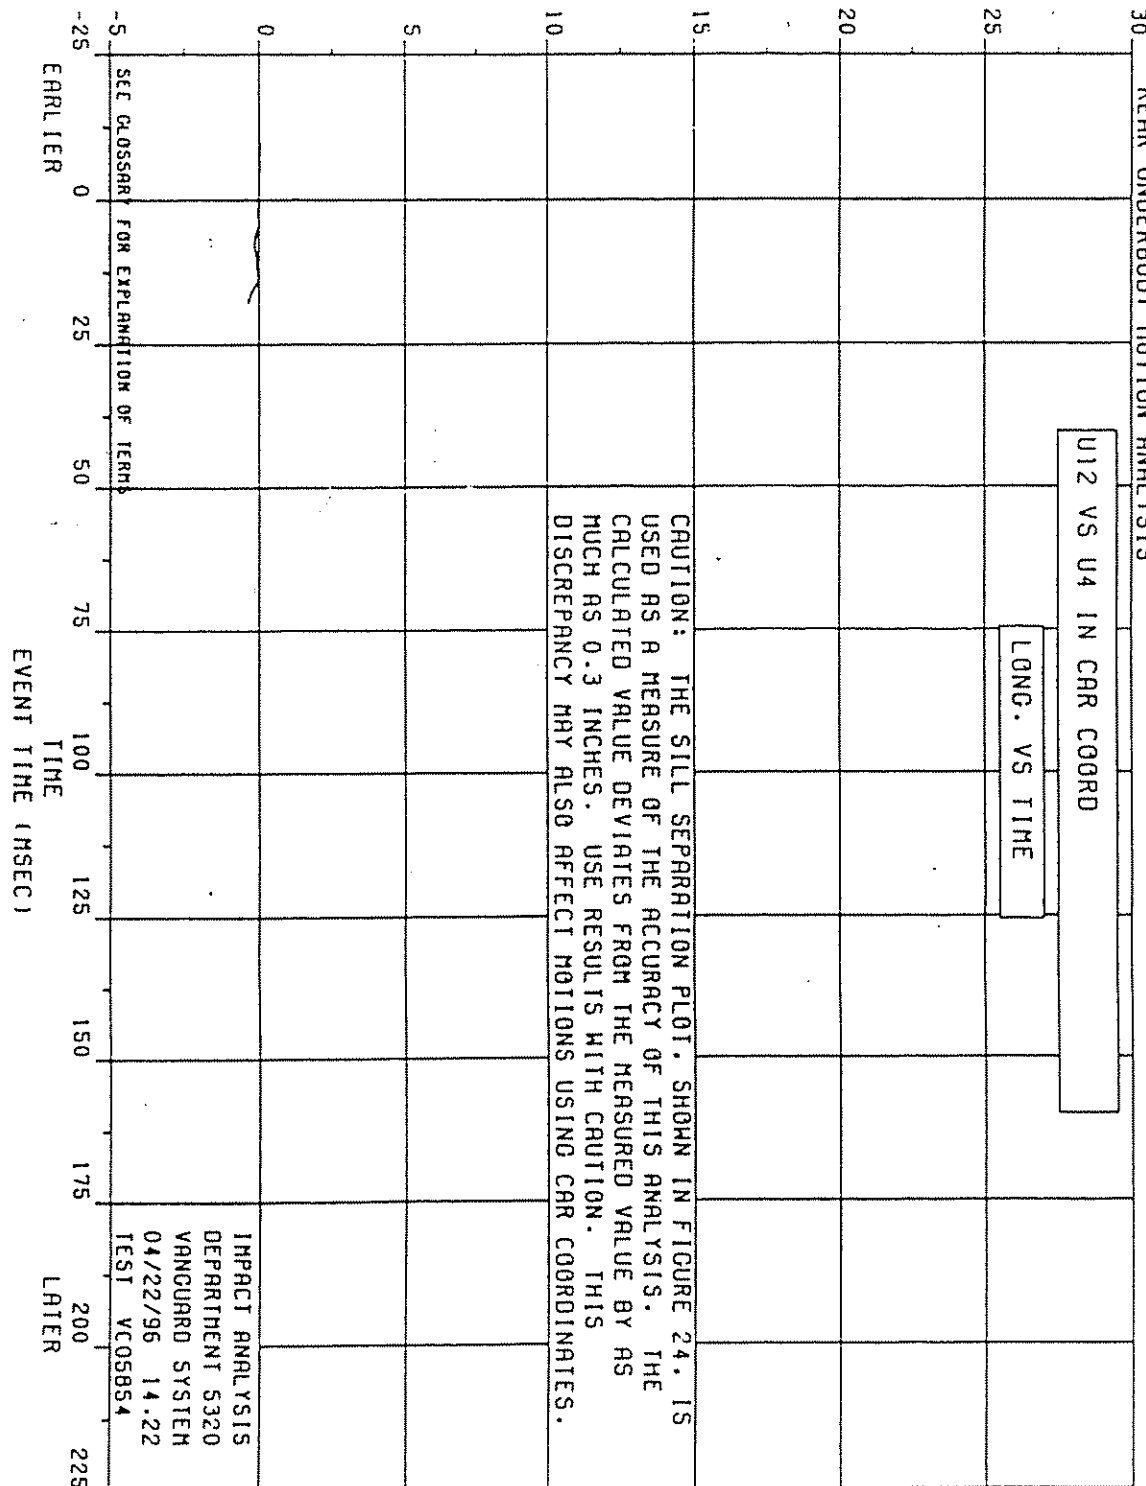 REAR UNDERBODY MOTION ANALYSIS
U12 VS U4 IN CAR COORD
LONG. VS TIME
30
25
20
15
10
5
0
-5
CAUTION: THE SILL SEPARATION PLOT, SHOWN IN FIGURE 24, IS
USED AS A MEASURE OF THE ACCURACY OF THIS ANALYSIS. THE
CALCULATED VALUE DEVIATES FROM THE MEASURED VALUE BY AS
MUCH AS 0.3 INCHES. USE RESULTS WITH CAUTION. THIS
DISCREPANCY MAY ALSO AFFECT MOTIONS USING CAR COORDINATES.
IMPACT ANALYSIS
DEPARTMENT 5320
VANGUARD SYSTEM
04/22/96 14.22
TEST VC05854
SEE GLOSSARY FOR EXPLANATION OF TERMS
-25 0 25 50 75 100 125 150 175 200 225
EARLIER TIME LATER
EVENT TIME (MSEC)